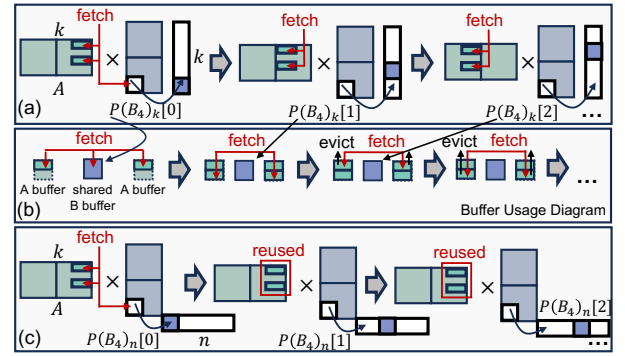 fetch fetch fetch
k × k × ×
A
(a) P(B₄)ₖ[0] P(B₄)ₖ[1] P(B₄)ₖ[2] ...
fetch evict fetch evict fetch
A buffer shared B buffer A buffer ...
(b) Buffer Usage Diagram
fetch reused reused
k × × ×
A
P(B₄)ₙ[2]
(c) P(B₄)ₙ[0] n P(B₄)ₙ[1] ...